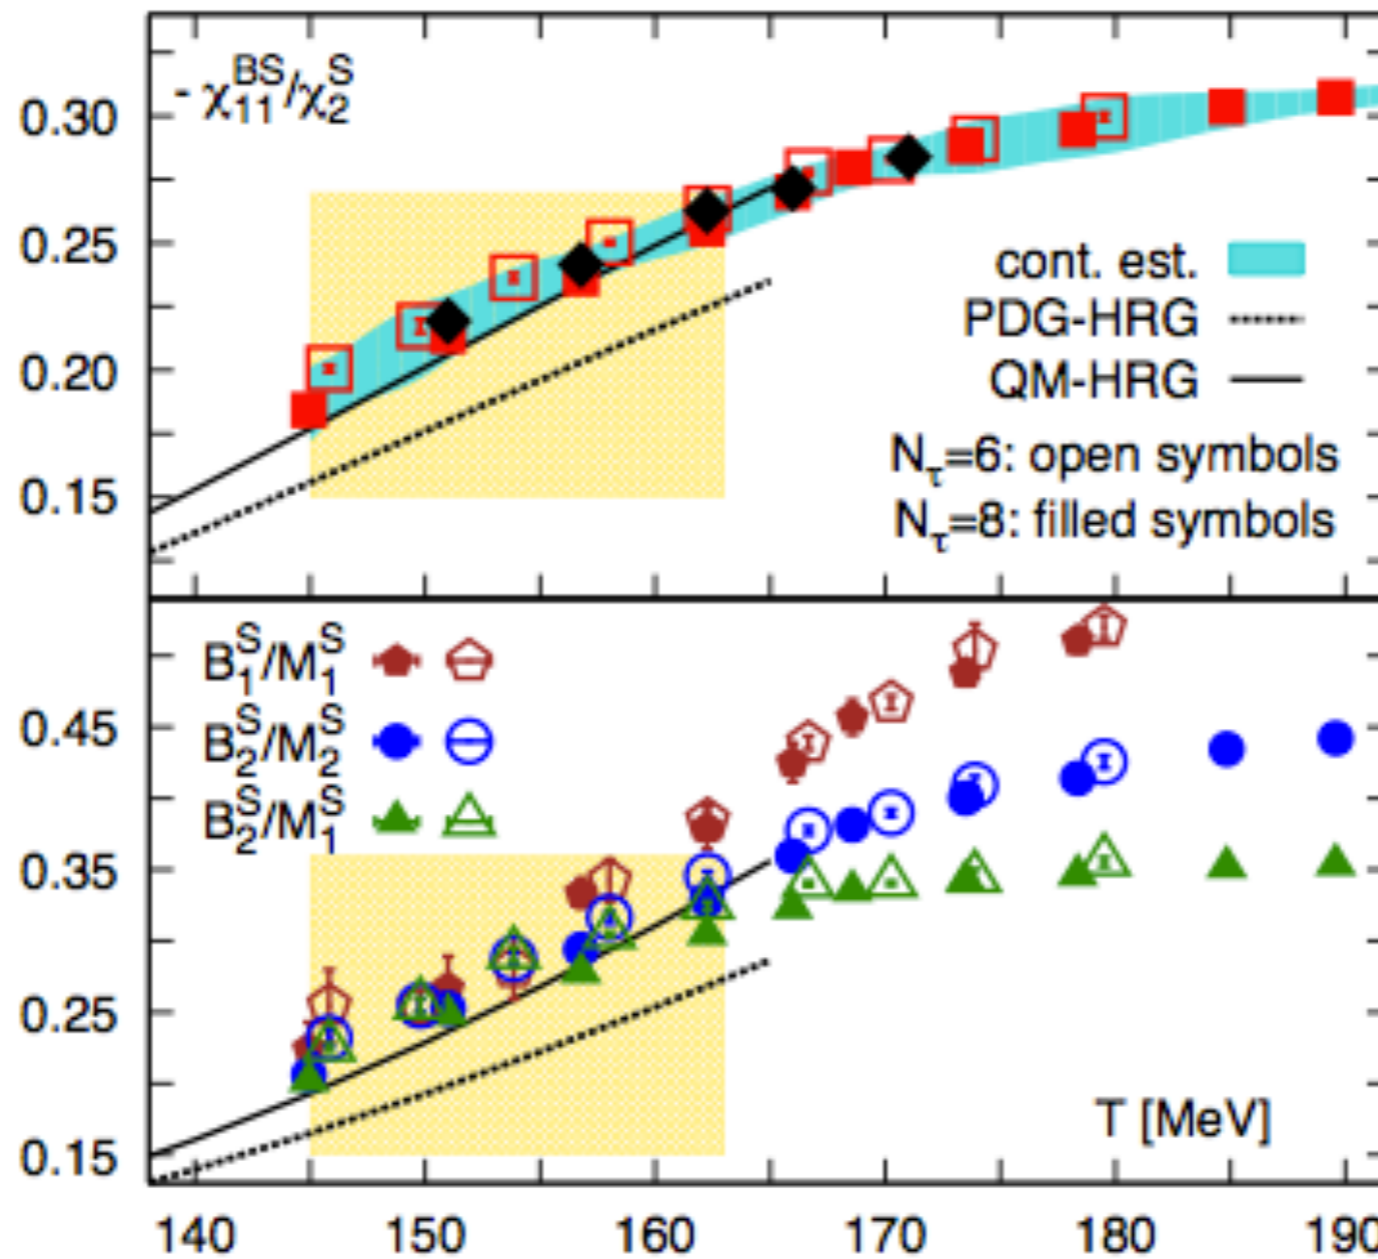 - χ₁₁ᴮˢ/χ₂ˢ
0.30
0.25
0.20
0.15
cont. est.
PDG-HRG
QM-HRG
N_τ=6: open symbols
N_τ=8: filled symbols
B₁ˢ/M₁ˢ
B₂ˢ/M₂ˢ
B₂ˢ/M₁ˢ
0.45
0.35
0.25
0.15
T [MeV]
140 150 160 170 180 190